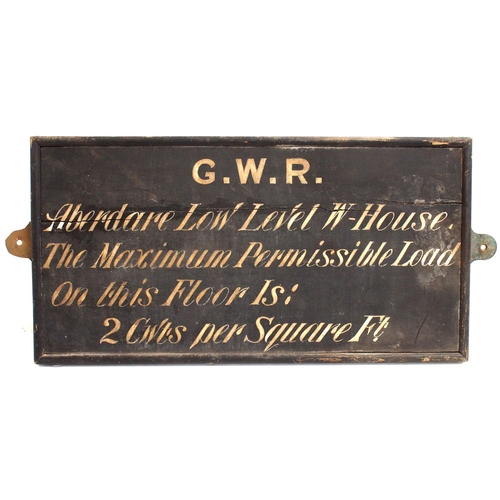 G.W.R.
Aberdare Low Level W-House.
The Maximum Permissible Load
On this Floor Is:
2 Cwts per Square Ft